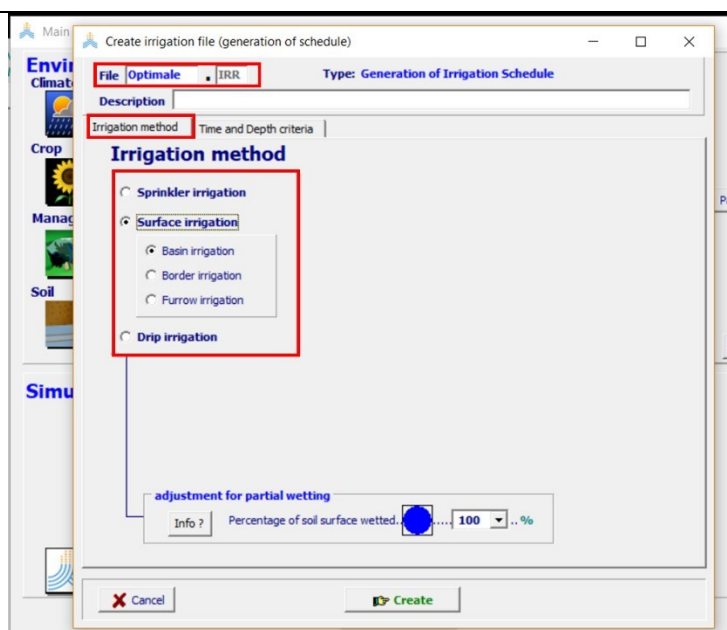 Main
Create irrigation file (generation of schedule)
Envi
Climat
File Optimale . IRR Type: Generation of Irrigation Schedule
Description
Irrigation method Time and Depth criteria
Crop
Irrigation method
Sprinkler irrigation
Manag
Surface irrigation
Basin irrigation
Border irrigation
Soil
Furrow irrigation
Drip irrigation
Simu
adjustment for partial wetting
Info ? Percentage of soil surface wetted.. ..... 100 .. %
Cancel Create